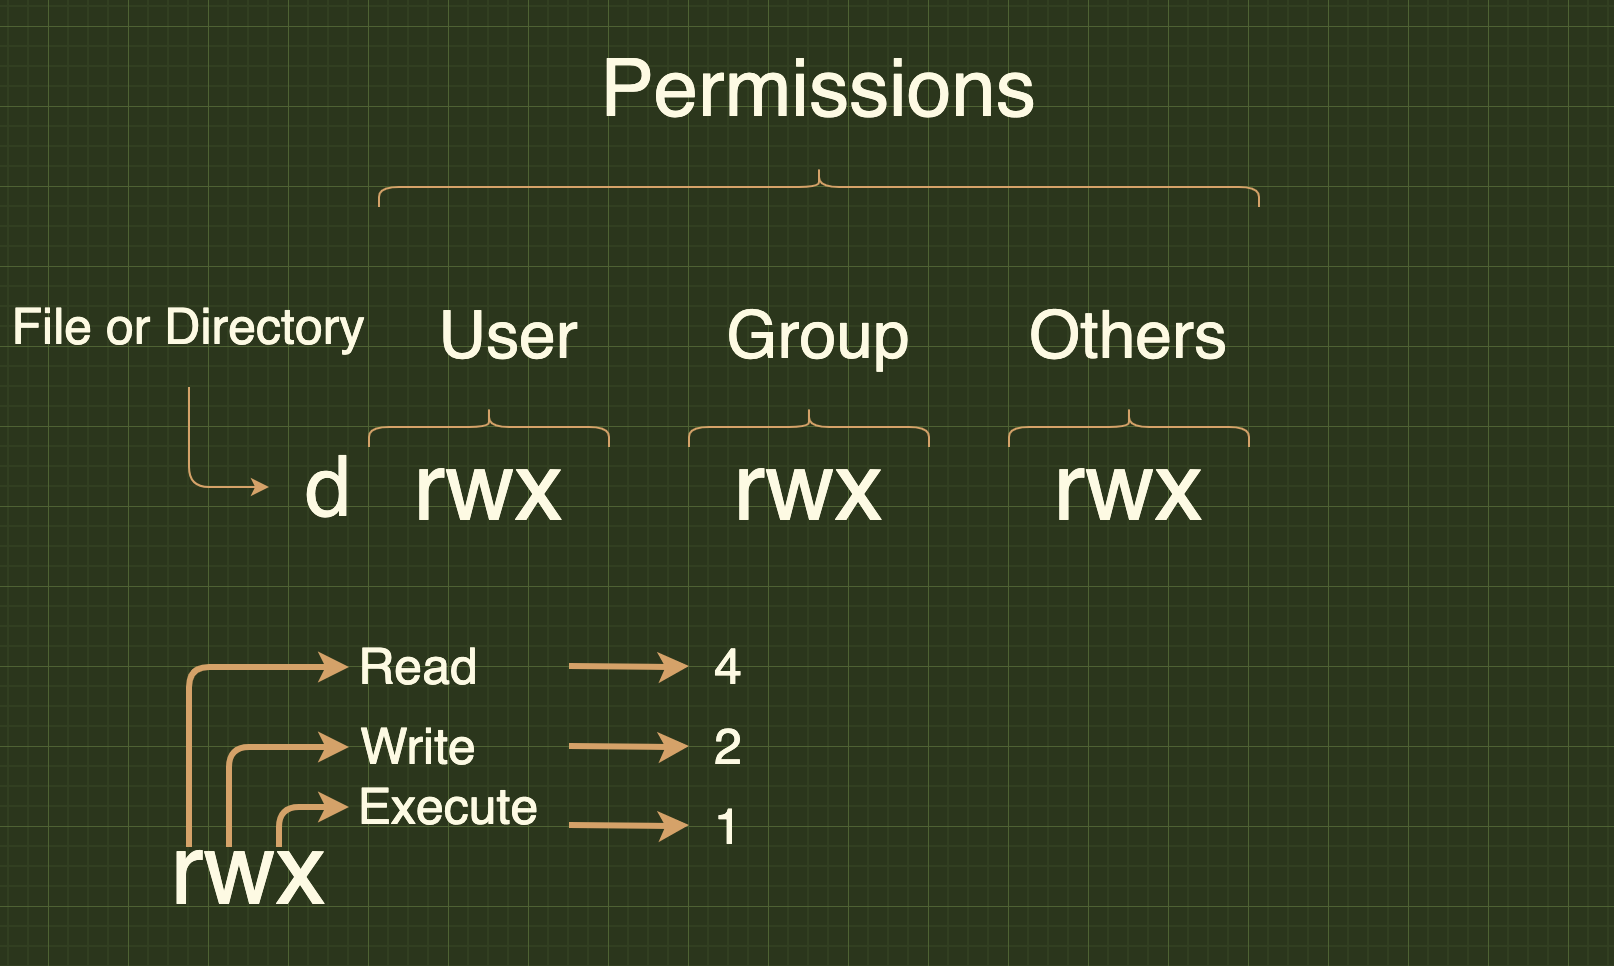 Permissions
File or Directory User Group Others
d rwx rwx rwx
Read 4
Write 2
Execute 1
rwx